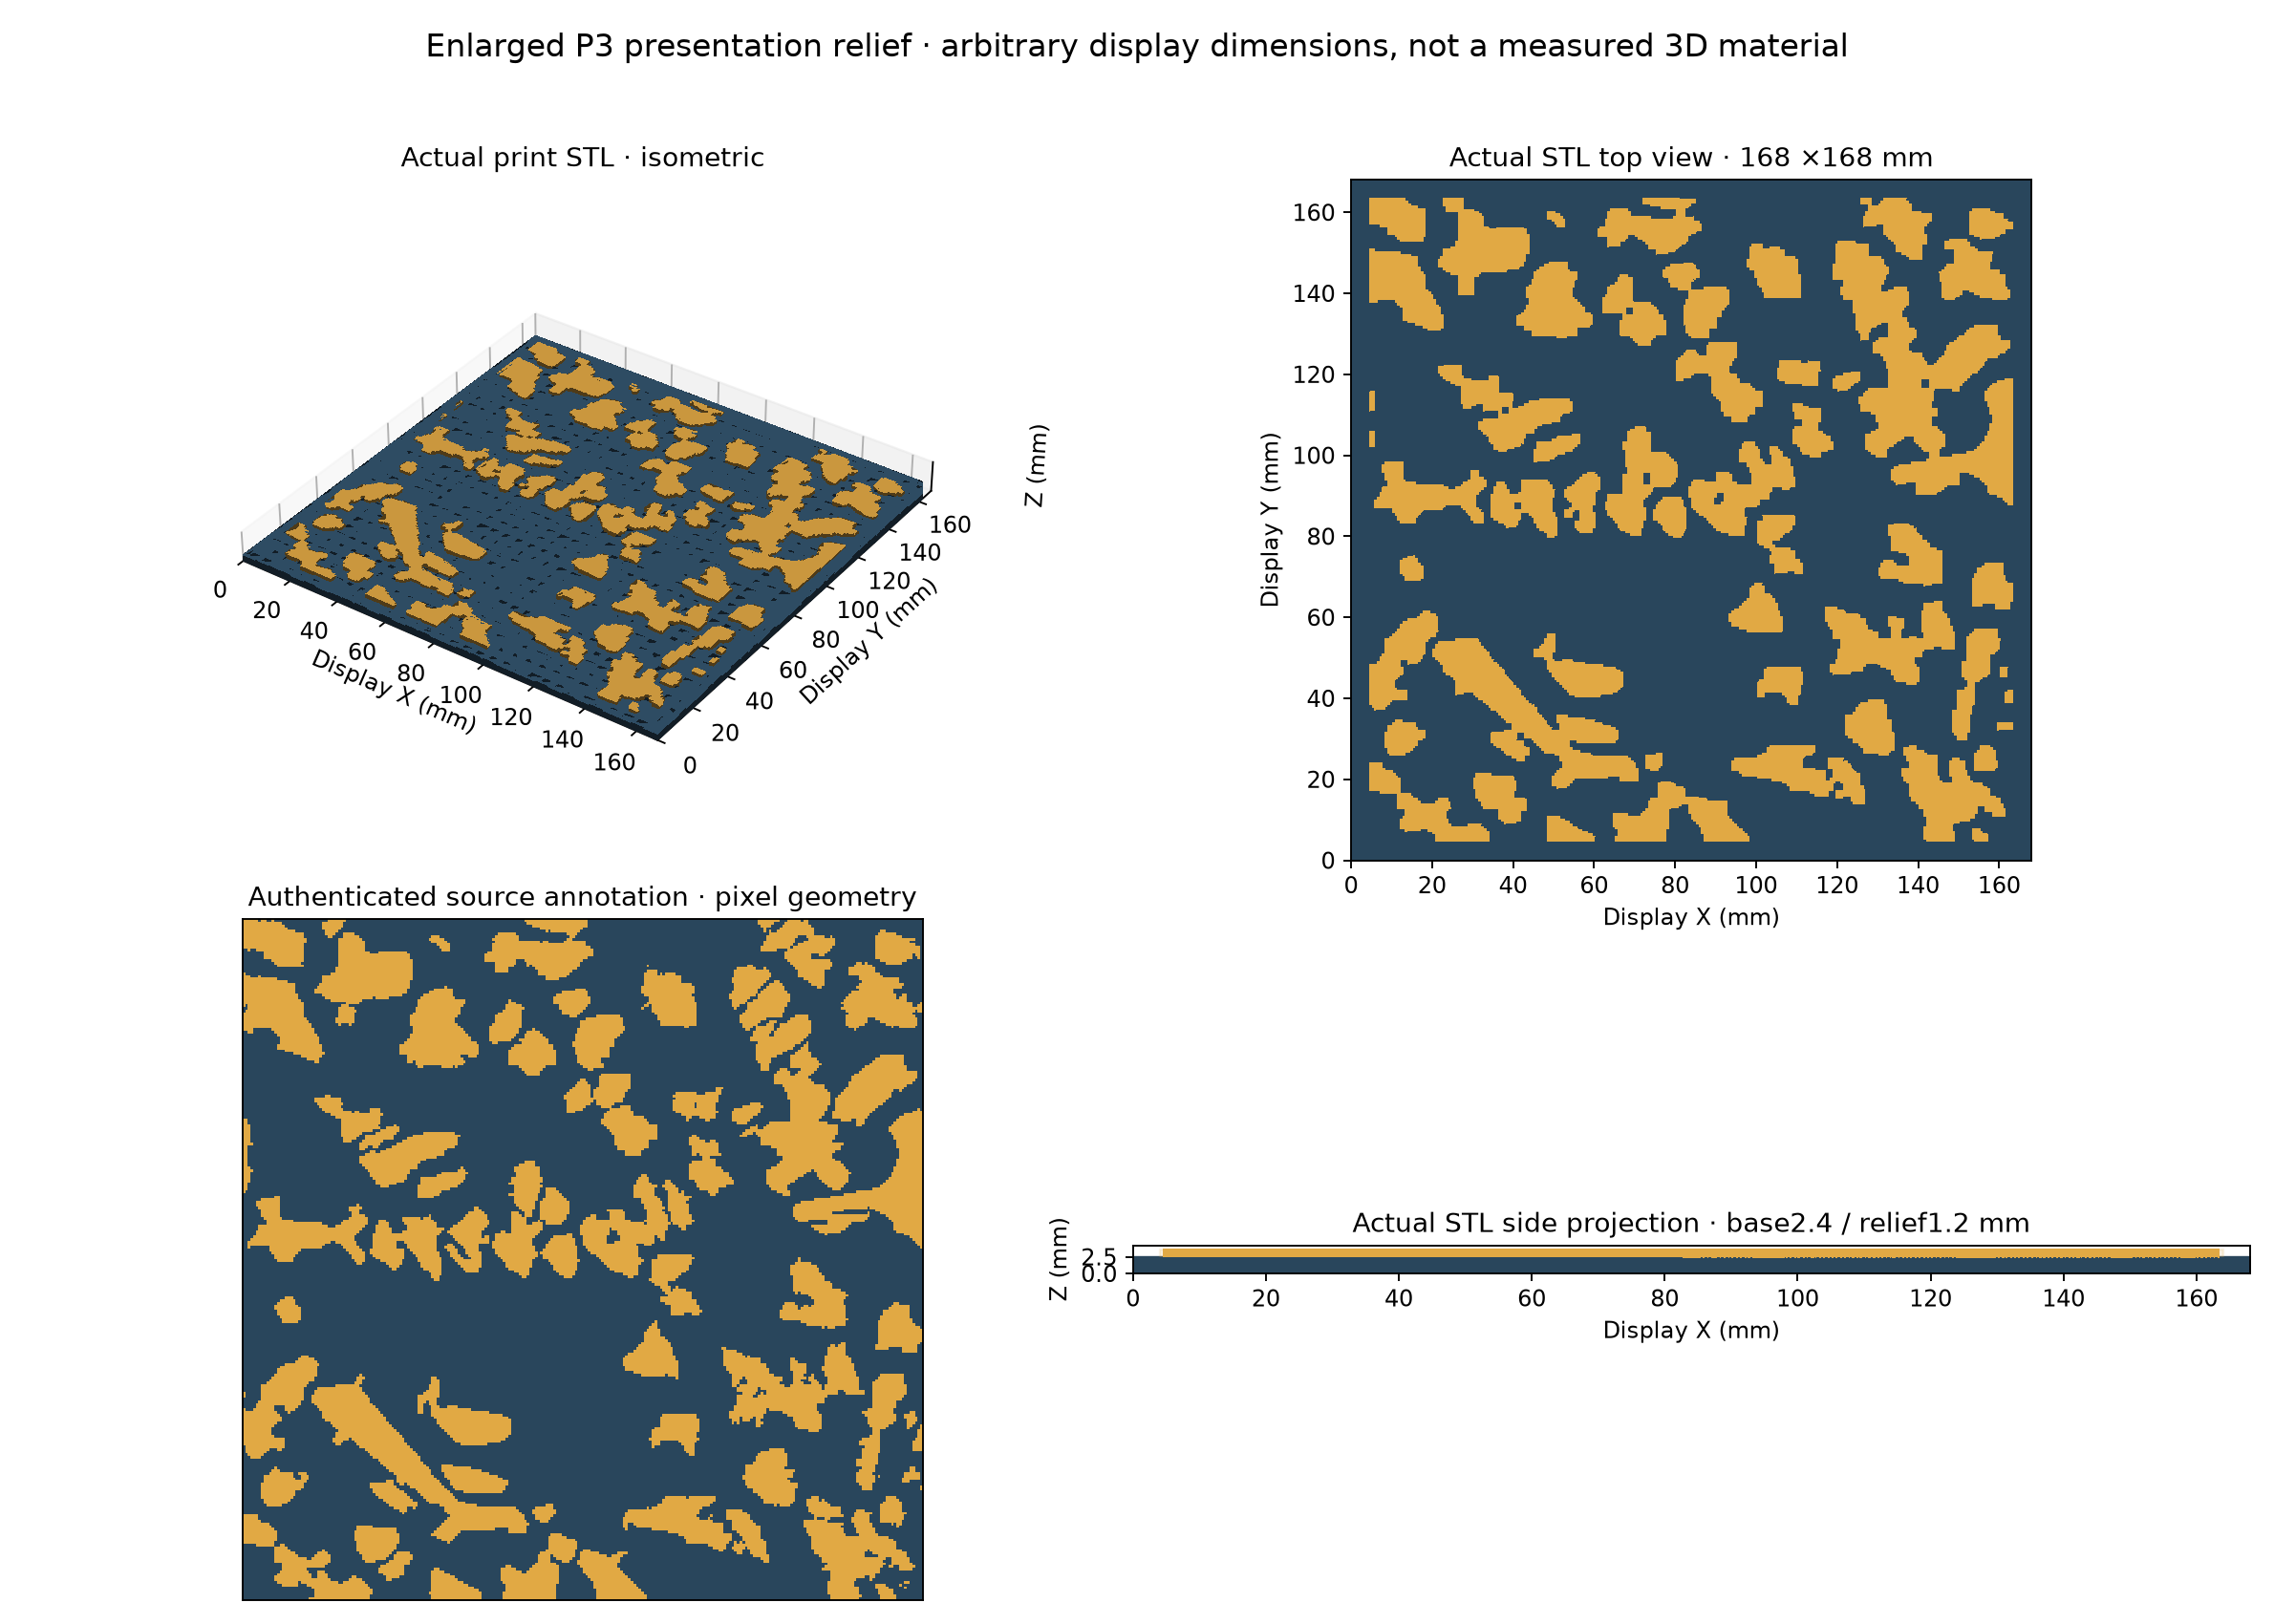 Enlarged P3 presentation relief · arbitrary display dimensions, not a measured 3D material
Actual print STL · isometric
Z (mm)
0
20
40
60
80
100
120
140
160
Display X (mm)
0
20
40
60
80
100
120
140
160
Display Y (mm)
Actual STL top view · 168 ×168 mm
160
140
120
100
80
60
40
20
0
Display Y (mm)
0 20 40 60 80 100 120 140 160
Display X (mm)
Authenticated source annotation · pixel geometry
Actual STL side projection · base2.4 / relief1.2 mm
Z (mm)
2.5
0.0
0 20 40 60 80 100 120 140 160
Display X (mm)